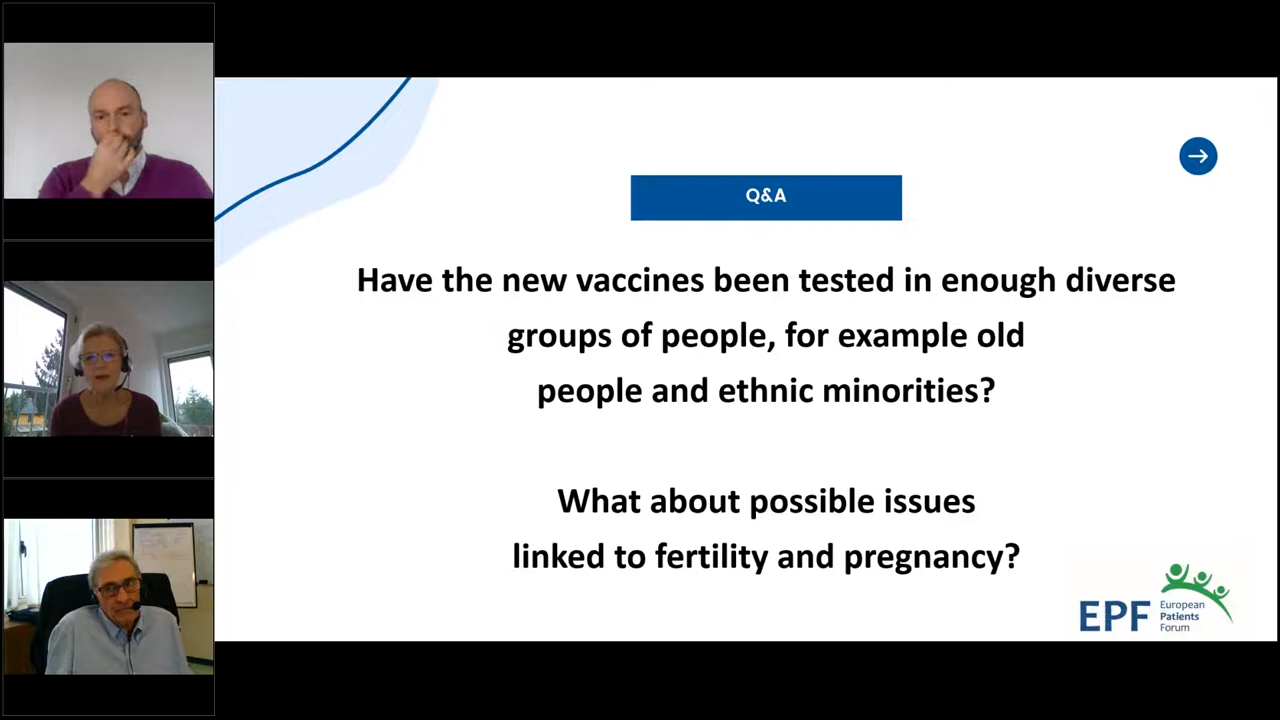 Q&A
Have the new vaccines been tested in enough diverse
groups of people, for example old
people and ethnic minorities?
What about possible issues
linked to fertility and pregnancy?
EPF
European
Patients
Forum